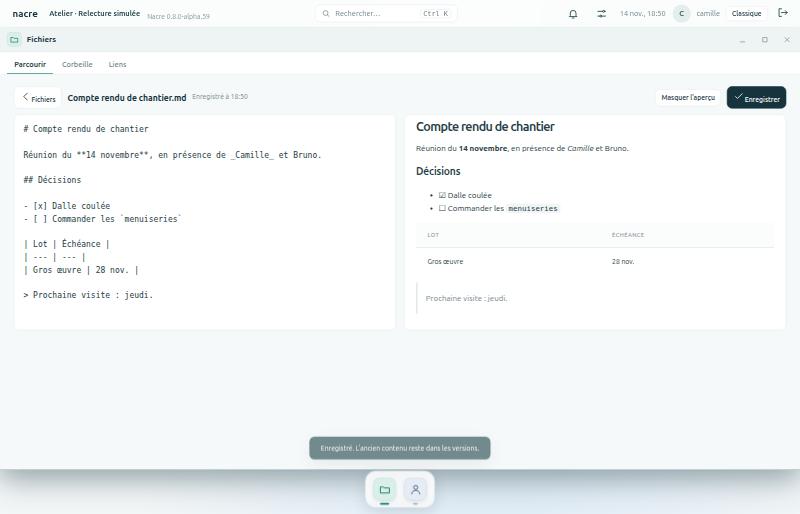 nacre Atelier · Relecture simulée Nacre 0.8.0-alpha.59 Rechercher... Ctrl K 14 nov., 18:50 C camille Classique
Fichiers
Parcourir Corbeille Liens
Fichiers Compte rendu de chantier.md Enregistré à 18:50 Masquer l'aperçu Enregistrer
# Compte rendu de chantier
Réunion du **14 novembre**, en présence de _Camille_ et Bruno.
## Décisions
- [x] Dalle coulée
- [ ] Commander les `menuiseries`
| Lot | Échéance |
| --- | --- |
| Gros œuvre | 28 nov. |
> Prochaine visite : jeudi.
Compte rendu de chantier
Réunion du 14 novembre, en présence de Camille et Bruno.
Décisions
• ☑ Dalle coulée
• ☐ Commander les menuiseries
LOT ÉCHÉANCE
Gros œuvre 28 nov.
Prochaine visite : jeudi.
Enregistré. L'ancien contenu reste dans les versions.